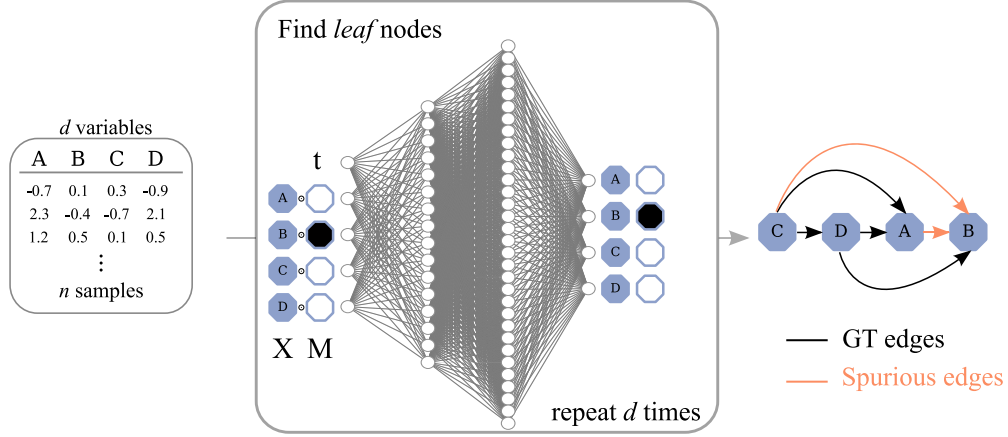 d variables
A B C D
-0.7 0.1 0.3 -0.9
2.3 -0.4 -0.7 2.1
1.2 0.5 0.1 0.5
⋮
n samples
Find leaf nodes
t
A
B
C
D
X M
A
B
C
D
repeat d times
C D A B
GT edges
Spurious edges